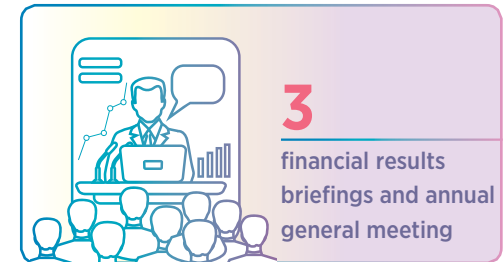 3
financial results
briefings and annual
general meeting